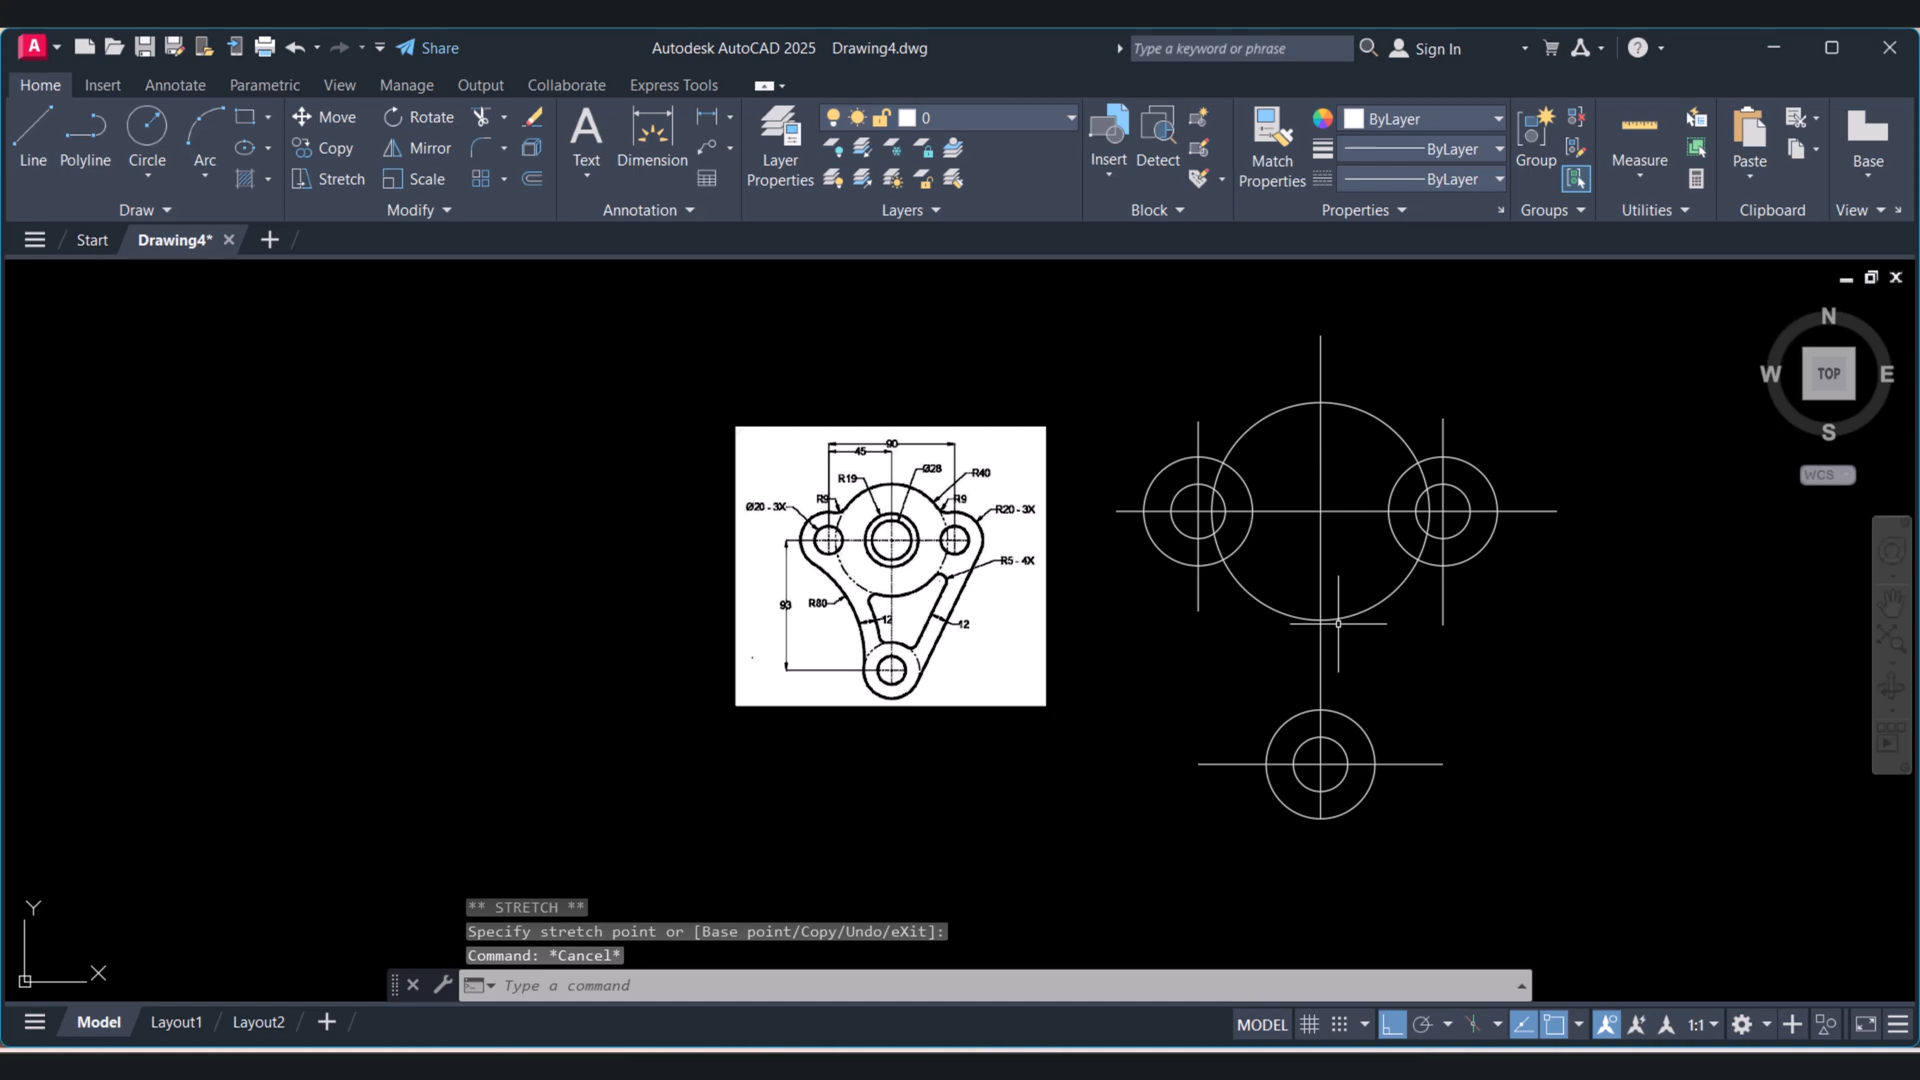 A Share Autodesk AutoCAD 2025 Drawing4.dwg Type a keyword or phrase Sign In
Home Insert Annotate Parametric View Manage Output Collaborate Express Tools
Line Polyline Circle Arc
Move Rotate
Copy Mirror
Stretch Scale
Text Dimension
Layer Properties
0
Insert Detect
Match Properties
ByLayer
ByLayer
ByLayer
Group Measure Paste Base
Draw Modify Annotation Layers Block Properties Groups Utilities Clipboard View
Start Drawing4*
N
W TOP E
S
WCS
90
45
Ø28
R19 R40
R9 R9
Ø20 - 3X R20 - 3X
R5 - 4X
93 R80 12 12
Y
X
** STRETCH **
Specify stretch point or [Base point/Copy/Undo/eXit]:
Command: *Cancel*
Type a command
Model Layout1 Layout2 MODEL 1:1